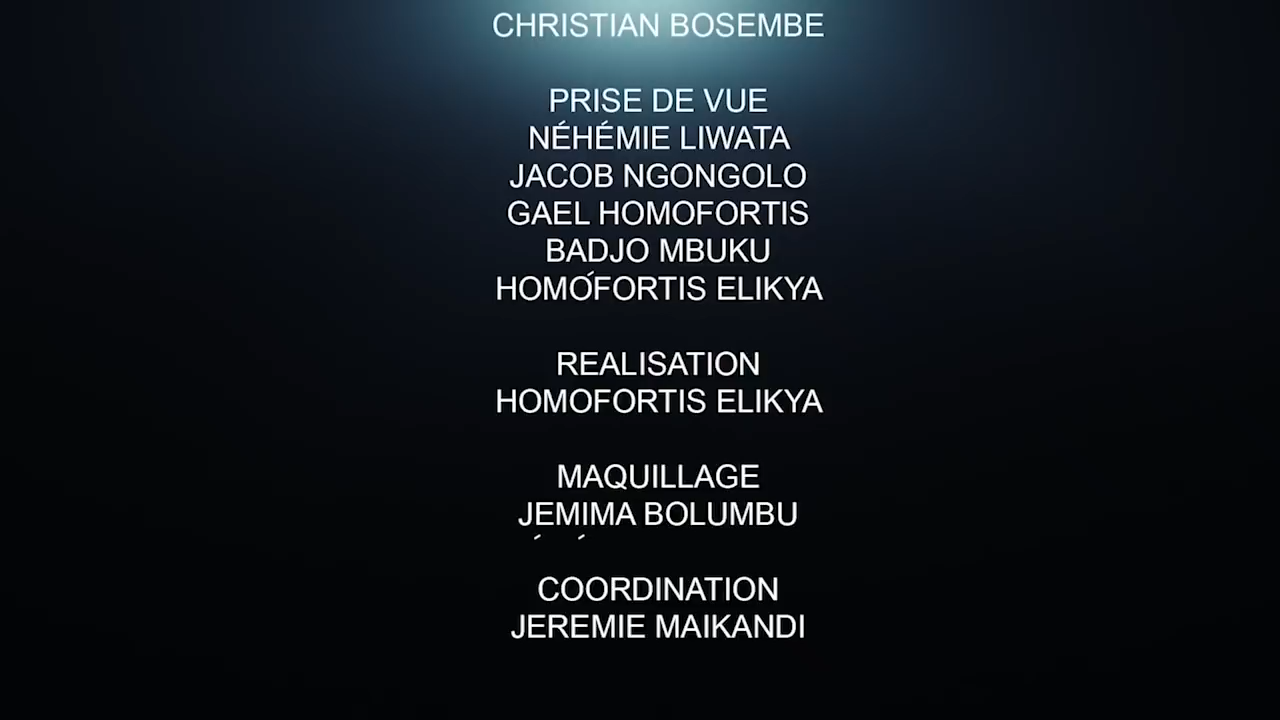 CHRISTIAN BOSEMBE
PRISE DE VUE
NÉHÉMIE LIWATA
JACOB NGONGOLO
GAEL HOMOFORTIS
BADJO MBUKU
HOMOFORTIS ELIKYA
REALISATION
HOMOFORTIS ELIKYA
MAQUILLAGE
JEMIMA BOLUMBU
COORDINATION
JEREMIE MAIKANDI